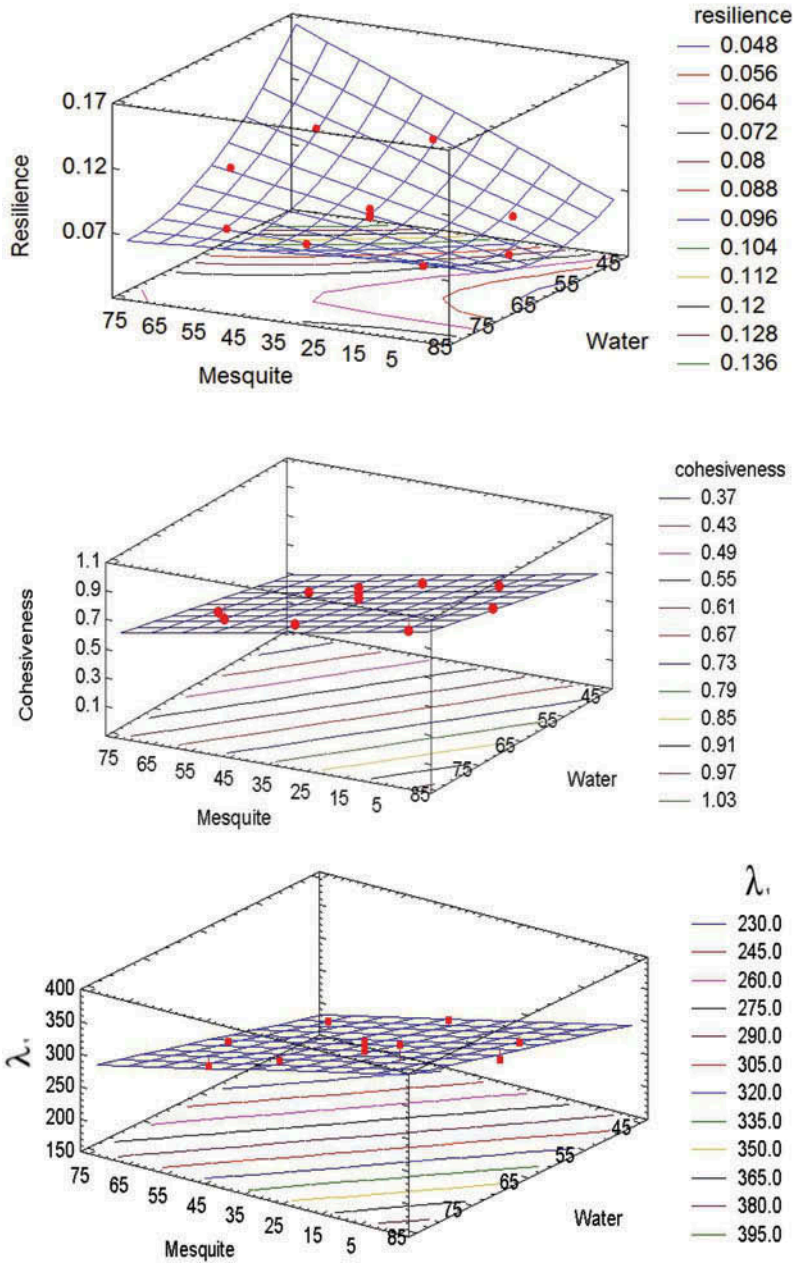 resilience
0.048
0.056
0.064
0.072
0.08
0.088
0.096
0.104
0.112
0.12
0.128
0.136
0.17
0.12
0.07
Resilience
75 65 55 45 35 25 15 5
Mesquite
85 75 65 55 45
Water
cohesiveness
0.37
0.43
0.49
0.55
0.61
0.67
0.73
0.79
0.85
0.91
0.97
1.03
1.1
0.9
0.7
0.5
0.3
0.1
Cohesiveness
75 65 55 45 35 25 15 5
Mesquite
85 75 65 55 45
Water
λ
230.0
245.0
260.0
275.0
290.0
305.0
320.0
335.0
350.0
365.0
380.0
395.0
400
350
300
250
200
150
λ
75 65 55 45 35 25 15 5
Mesquite
85 75 65 55 45
Water